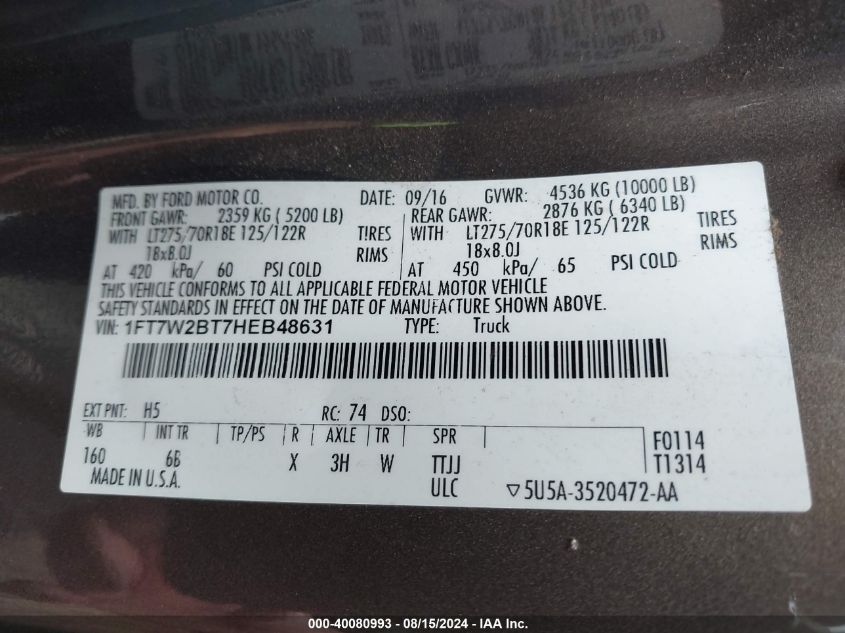 MFD. BY FORD MOTOR CO. DATE: 09/16 GVWR: 4536 KG (10000 LB)
FRONT GAWR: 2359 KG ( 5200 LB) REAR GAWR: 2876 KG ( 6340 LB)
WITH LT275/70R18E 125/122R TIRES WITH LT275/70R18E 125/122R TIRES
18x8.0J RIMS 18x8.0J RIMS
AT 420 kPa/ 60 PSI COLD AT 450 kPa/ 65 PSI COLD
THIS VEHICLE CONFORMS TO ALL APPLICABLE FEDERAL MOTOR VEHICLE
SAFETY STANDARDS IN EFFECT ON THE DATE OF MANUFACTURE SHOWN ABOVE.
VIN: 1FT7W2BT7HEB48631 TYPE: Truck
EXT PNT: H5 RC: 74 DSO:
WB INT TR TP/PS R AXLE TR SPR F0114
160 6B X 3H W TTJJ T1314
MADE IN U.S.A. ULC ▽5U5A-3520472-AA
000-40080993 - 08/15/2024 - IAA Inc.